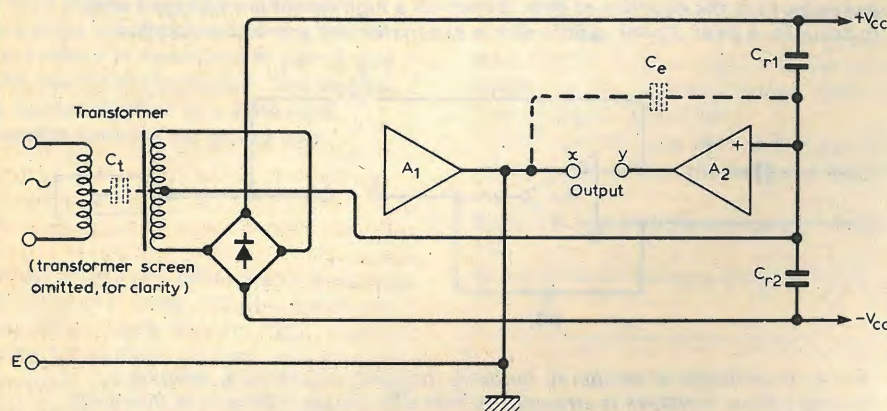 +Vcc
Cr1
Ce
Transformer
Ct
A1
x
y
Output
A2
+
(transformer screen
omitted, for clarity)
Cr2
-Vcc
E